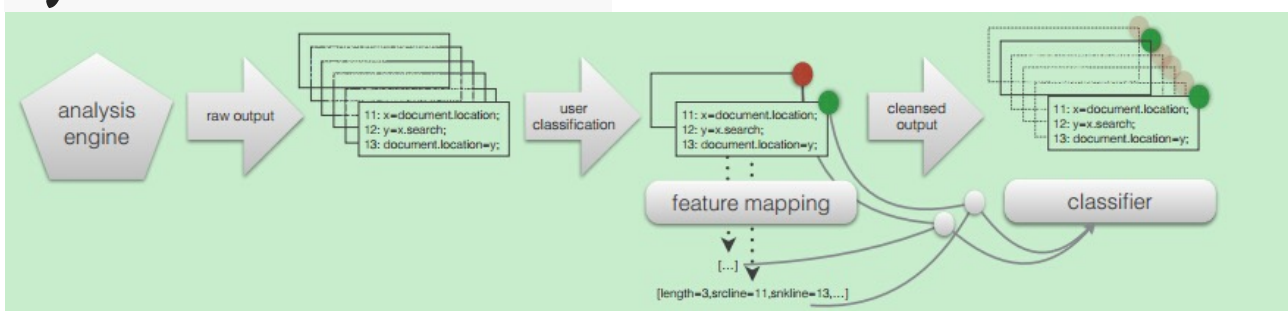 analysis
engine
raw output
11: x=document.location;
12: y=x.search;
13: document.location=y;
user
classification
11: x=document.location;
12: y=x.search;
13: document.location=y;
cleansed
output
11: x=document.location;
12: y=x.search;
13: document.location=y;
feature mapping
classifier
[...]
[length=3,srcline=11,snkline=13,...]